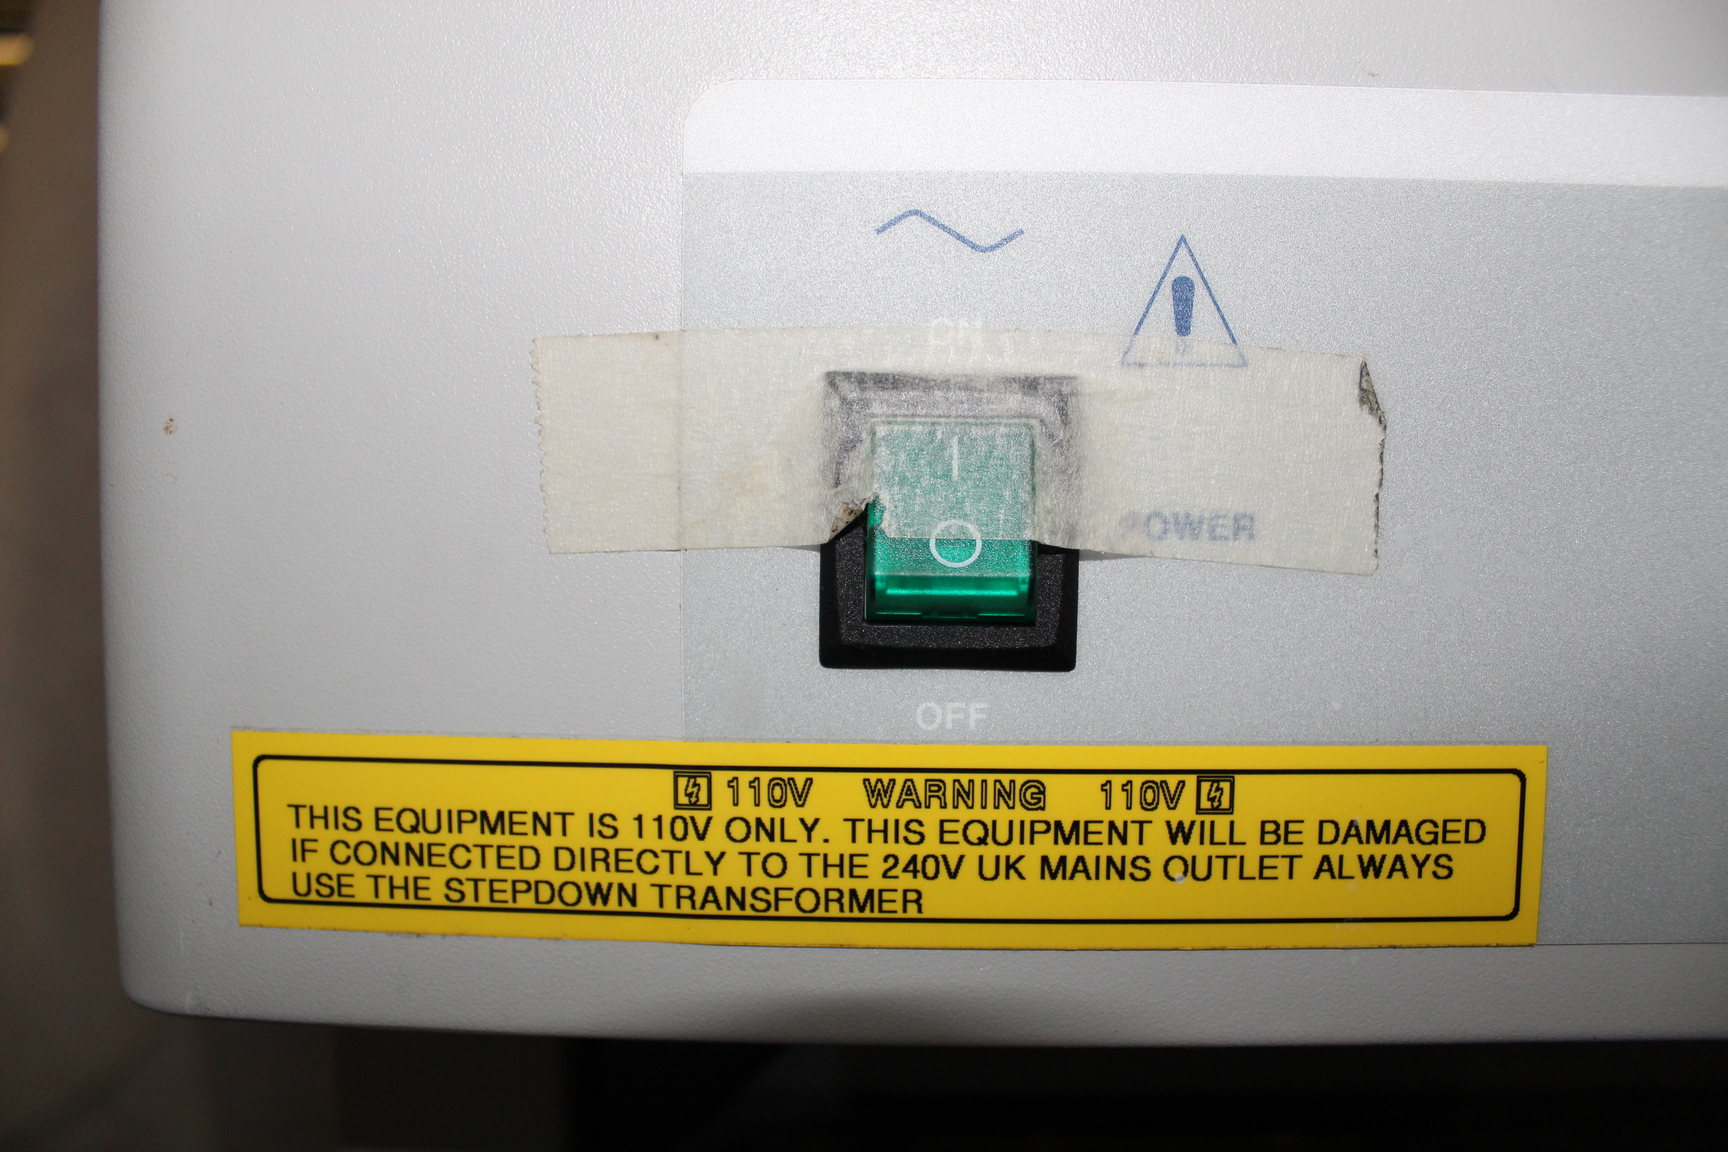 ON
I
O
POWER
OFF
110V WARNING 110V
THIS EQUIPMENT IS 110V ONLY. THIS EQUIPMENT WILL BE DAMAGED
IF CONNECTED DIRECTLY TO THE 240V UK MAINS OUTLET ALWAYS
USE THE STEPDOWN TRANSFORMER